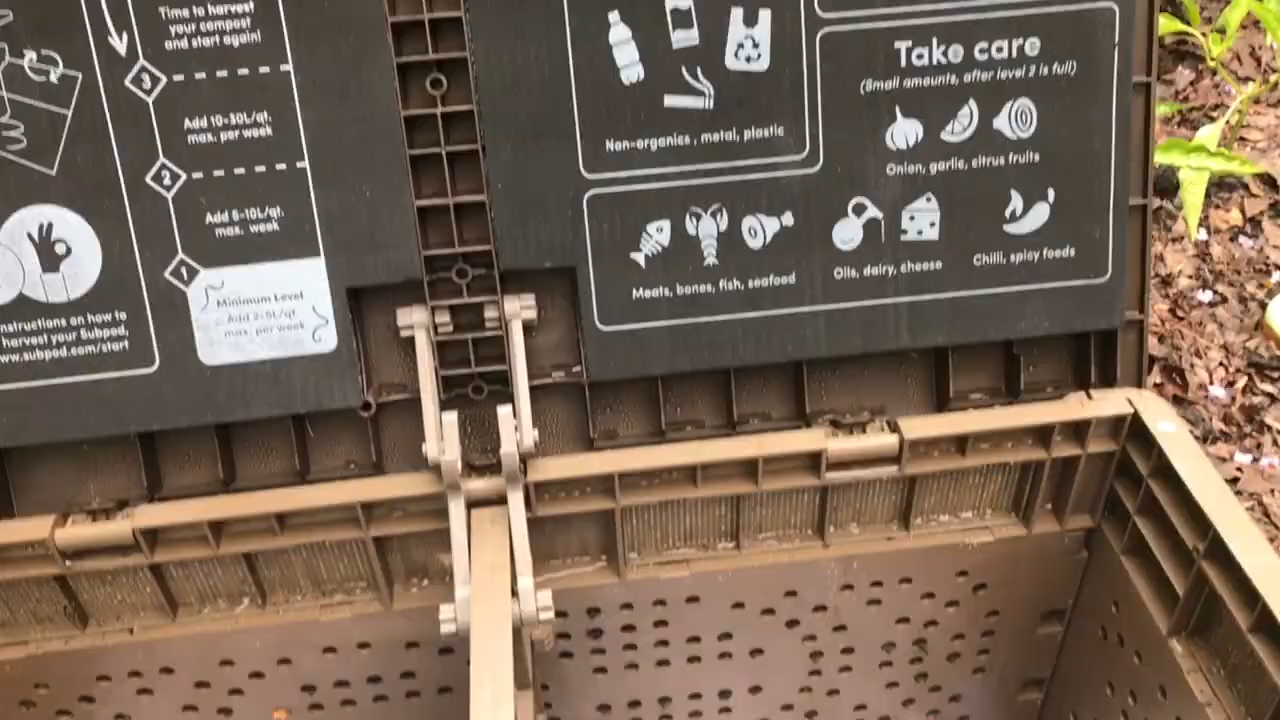 Time to harvest
your compost
and start again!
3
Add 10-30L/qt.
max. per week
2
Add 5-10L/qt.
max. week
1
Minimum Level
Add 2-5L/qt
max. per week
nstructions on how to
harvest your Subpod.
ww.subpod.com/start
Non-organics , metal, plastic
Take care
(Small amounts, after level 2 is full)
Onion, garlic, citrus fruits
Meats, bones, fish, seafood
Oils, dairy, cheese
Chilli, spicy foods